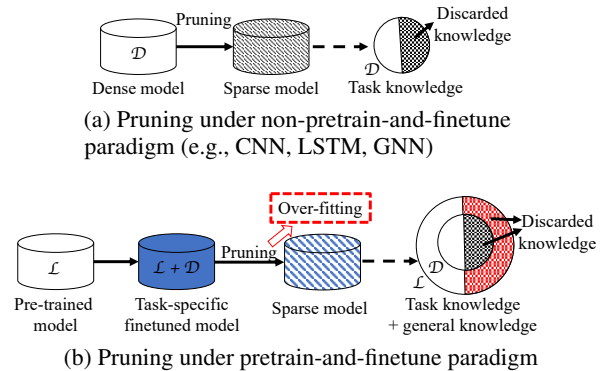 Pruning
Discarded
knowledge
𝒟
𝒟
Dense model
Sparse model
Task knowledge
(a) Pruning under non-pretrain-and-finetune
paradigm (e.g., CNN, LSTM, GNN)
Over-fitting
Pruning
Discarded
knowledge
ℒ
ℒ + 𝒟
𝒟
ℒ
Pre-trained
model
Task-specific
finetuned model
Sparse model
Task knowledge
+ general knowledge
(b) Pruning under pretrain-and-finetune paradigm